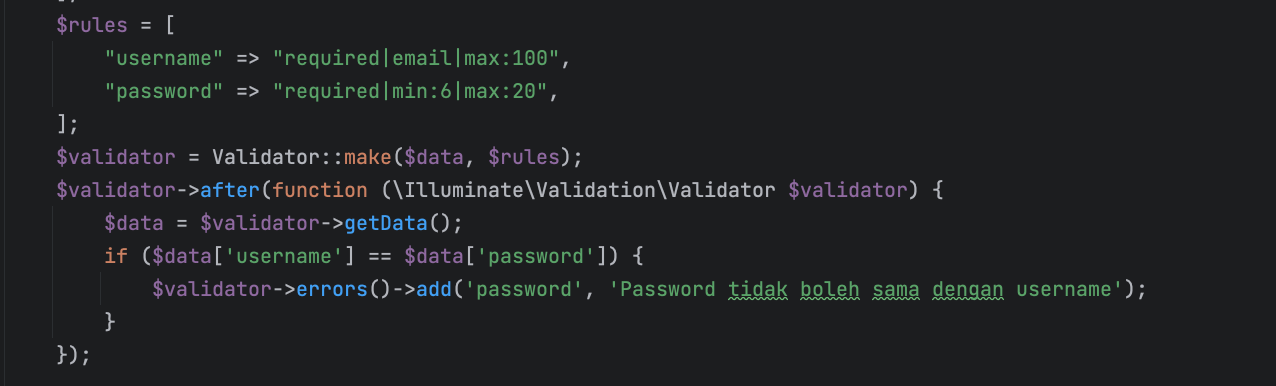 $rules = [
    "username" => "required|email|max:100",
    "password" => "required|min:6|max:20",
];
$validator = Validator::make($data, $rules);
$validator->after(function (\Illuminate\Validation\Validator $validator) {
    $data = $validator->getData();
    if ($data['username'] == $data['password']) {
        $validator->errors()->add('password', 'Password tidak boleh sama dengan username');
    }
});